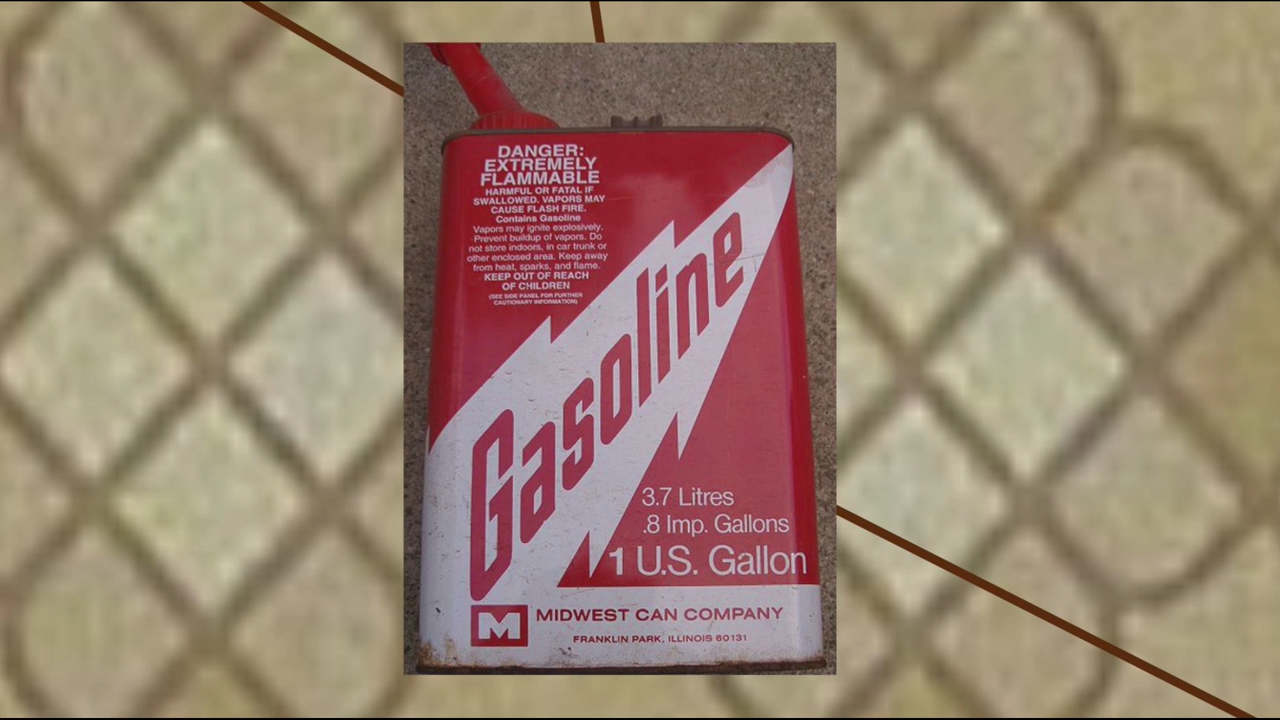 DANGER:
EXTREMELY
FLAMMABLE
HARMFUL OR FATAL IF
SWALLOWED. VAPORS MAY
CAUSE FLASH FIRE.
Contains Gasoline
Vapors may ignite explosively.
Prevent buildup of vapors. Do
not store indoors, in car trunk or
other enclosed area. Keep away
from heat, sparks, and flame.
KEEP OUT OF REACH
OF CHILDREN
(SEE SIDE PANEL FOR FURTHER
CAUTIONARY INFORMATION)
Gasoline
3.7 Litres
.8 Imp. Gallons
1 U.S. Gallon
M
MIDWEST CAN COMPANY
FRANKLIN PARK, ILLINOIS 60131